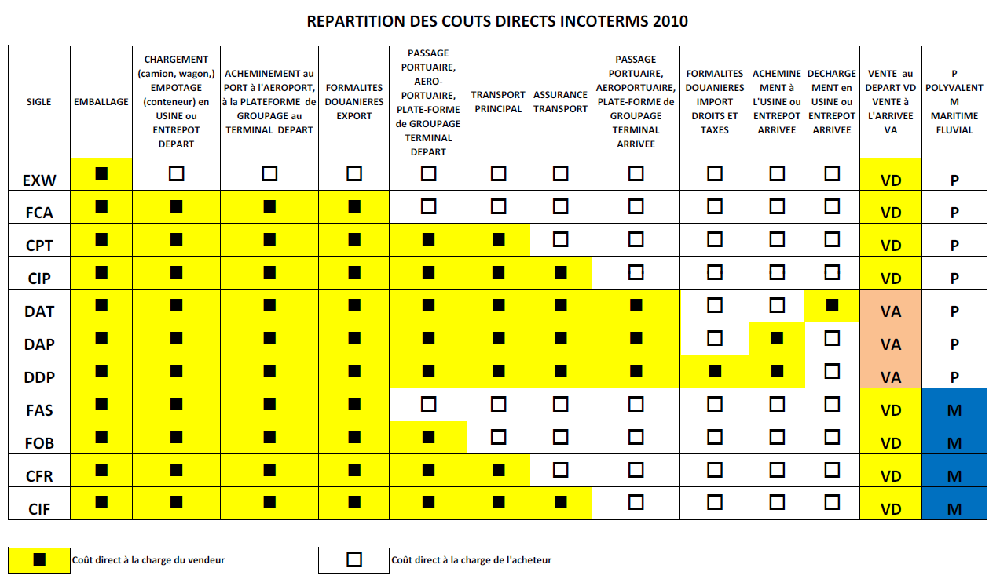 REPARTITION DES COUTS DIRECTS INCOTERMS 2010
SIGLE
EMBALLAGE
CHARGEMENT
(camion, wagon,)
EMPOTAGE
(conteneur) en
USINE ou
ENTREPOT
DEPART
ACHEMINEMENT au
PORT à l'AEROPORT,
à la PLATEFORME de
GROUPAGE au
TERMINAL DEPART
FORMALITES
DOUANIERES
EXPORT
PASSAGE
PORTUAIRE,
AERO-
PORTUAIRE,
PLATE-FORME
de GROUPAGE
TERMINAL
DEPART
TRANSPORT
PRINCIPAL
ASSURANCE
TRANSPORT
PASSAGE
PORTUAIRE,
AEROPORTUAIRE,
PLATE-FORME de
GROUPAGE
TERMINAL
ARRIVEE
FORMALITES
DOUANIERES
IMPORT
DROITS ET
TAXES
ACHEMINE
MENT à
L'USINE ou
ENTREPOT
ARRIVEE
DECHARGE
MENT en
USINE ou
ENTREPOT
ARRIVEE
VENTE au
DEPART VD
VENTE à
L'ARRIVEE
VA
P
POLYVALENT
M
MARITIME
FLUVIAL
EXW VD P
FCA VD P
CPT VD P
CIP VD P
DAT VA P
DAP VA P
DDP VA P
FAS VD M
FOB VD M
CFR VD M
CIF VD M
Coût direct à la charge du vendeur
Coût direct à la charge de l'acheteur